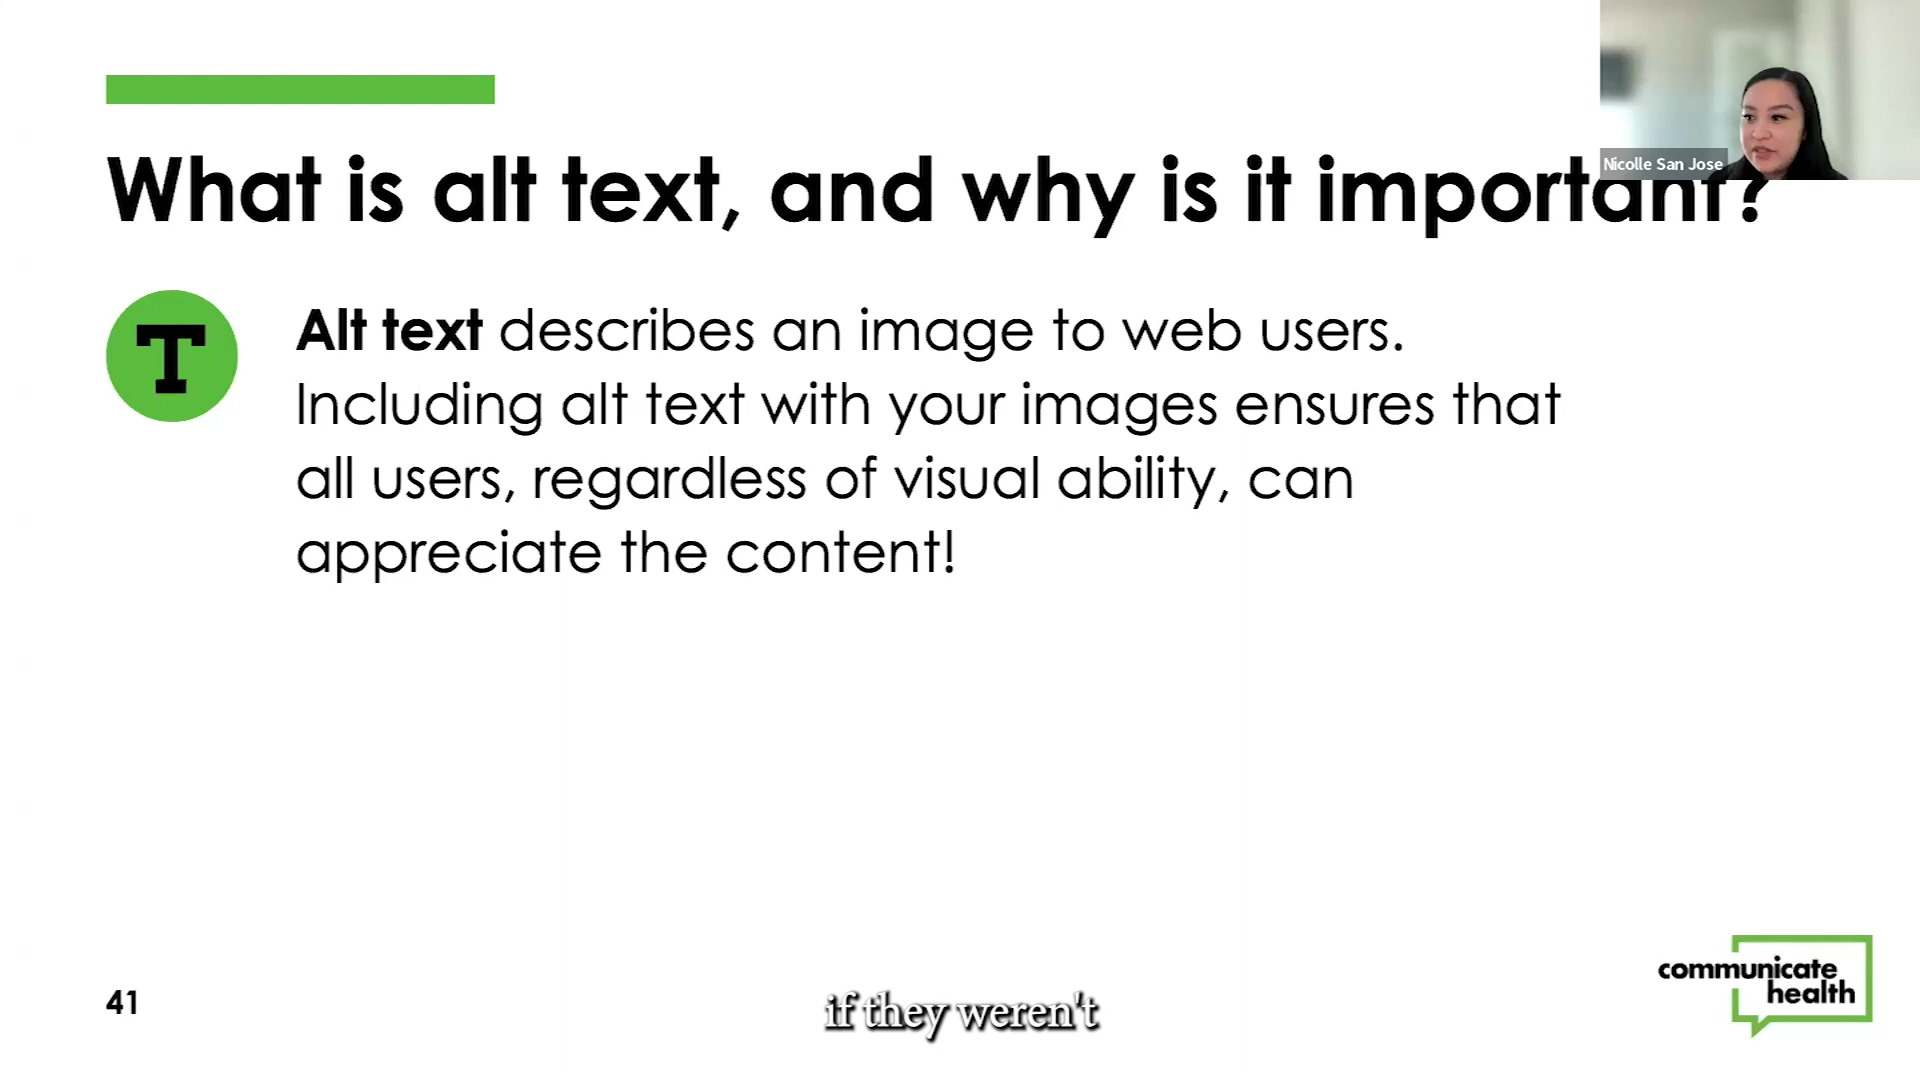 Nicolle San Jose
What is alt text, and why is it important?
T
Alt text describes an image to web users.
Including alt text with your images ensures that
all users, regardless of visual ability, can
appreciate the content!
41
if they weren't
communicate
health